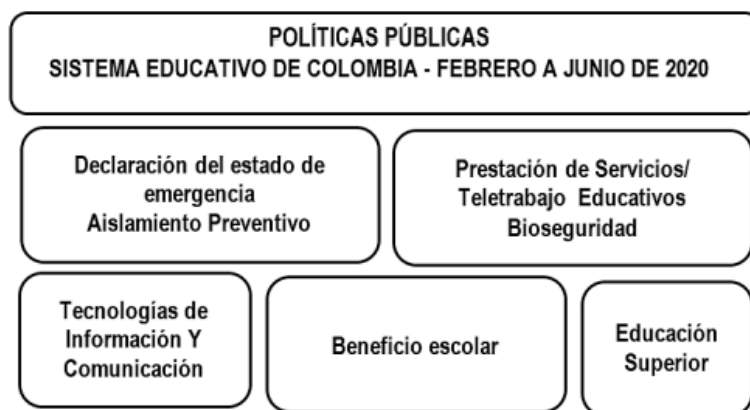 POLÍTICAS PÚBLICAS
SISTEMA EDUCATIVO DE COLOMBIA - FEBRERO A JUNIO DE 2020
Declaración del estado de
emergencia
Aislamiento Preventivo
Prestación de Servicios/
Teletrabajo Educativos
Bioseguridad
Tecnologías de
Información Y
Comunicación
Beneficio escolar
Educación
Superior